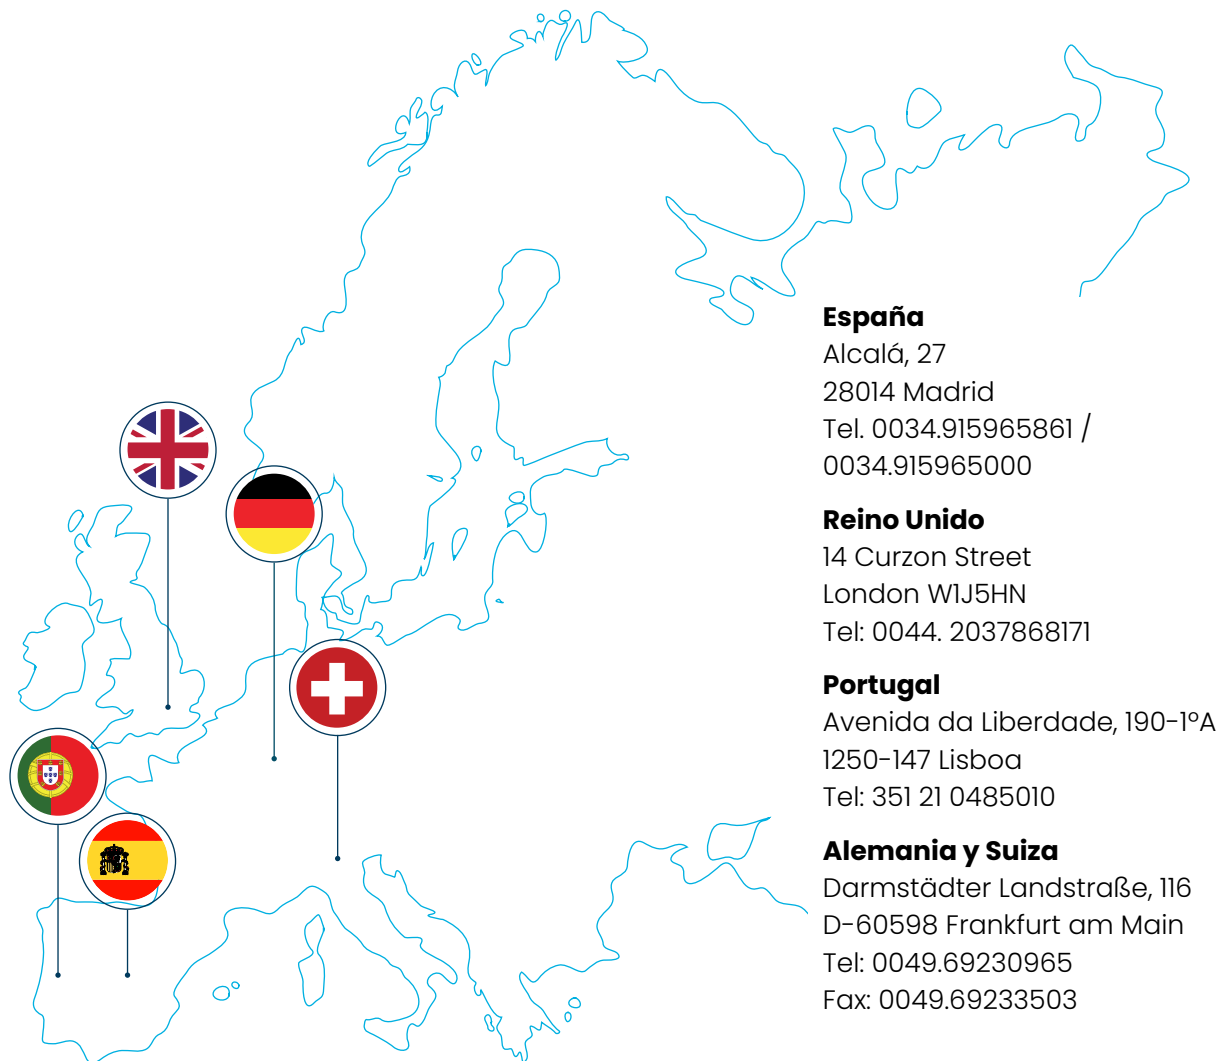 España
Alcalá, 27
28014 Madrid
Tel. 0034.915965861 /
0034.915965000
Reino Unido
14 Curzon Street
London W1J5HN
Tel: 0044. 2037868171
Portugal
Avenida da Liberdade, 190-1ºA
1250-147 Lisboa
Tel: 351 21 0485010
Alemania y Suiza
Darmstädter Landstraße, 116
D-60598 Frankfurt am Main
Tel: 0049.69230965
Fax: 0049.69233503